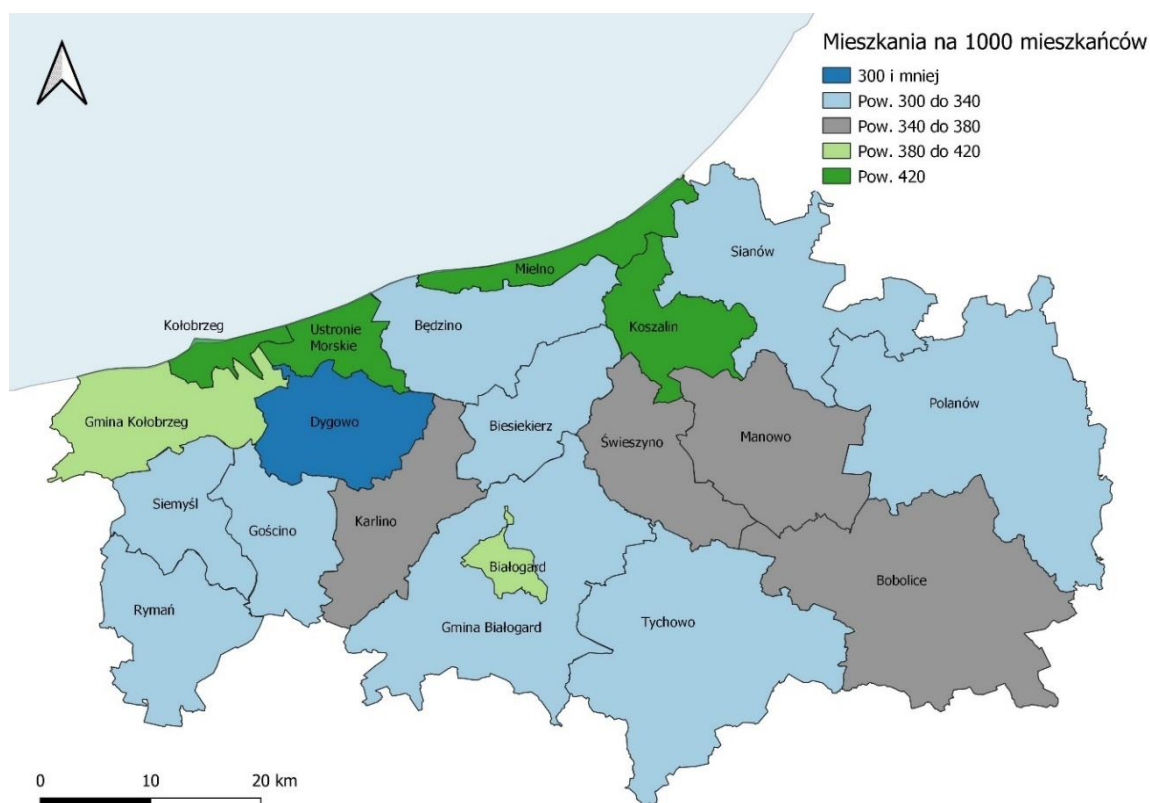 Mieszkania na 1000 mieszkańców
300 i mniej
Pow. 300 do 340
Pow. 340 do 380
Pow. 380 do 420
Pow. 420
Sianów
Mielno
Kołobrzeg
Ustronie
Morskie
Będzino
Koszalin
Polanów
Gmina Kołobrzeg
Dygowo
Biesiekierz
Świeszyno
Manowo
Siemyśl
Gościno
Karlino
Białogard
Bobolice
Rymań
Gmina Białogard
Tychowo
0 10 20 km